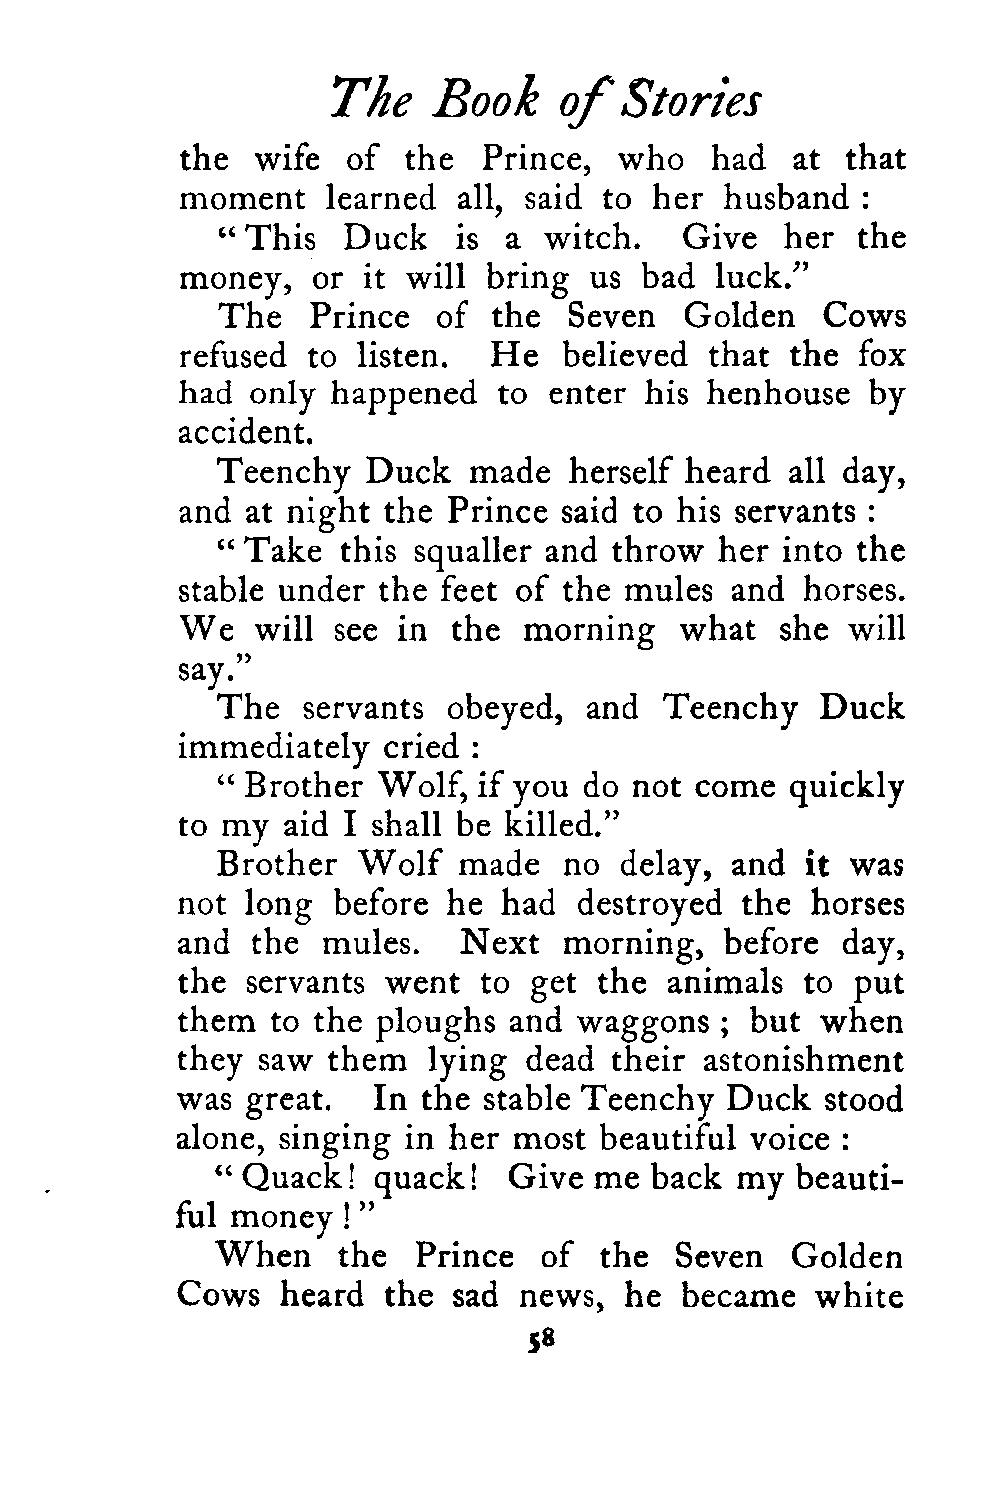 The Book of Stories
the wife of the Prince, who had at that
moment learned all, said to her husband :
“ This Duck is a witch. Give her the
money, or it will bring us bad luck.”
The Prince of the Seven Golden Cows
refused to listen. He believed that the fox
had only happened to enter his henhouse by
accident.
Teenchy Duck made herself heard all day,
and at night the Prince said to his servants :
“ Take this squaller and throw her into the
stable under the feet of the mules and horses.
We will see in the morning what she will
say.”
The servants obeyed, and Teenchy Duck
immediately cried :
“ Brother Wolf, if you do not come quickly
to my aid I shall be killed.”
Brother Wolf made no delay, and it was
not long before he had destroyed the horses
and the mules. Next morning, before day,
the servants went to get the animals to put
them to the ploughs and waggons ; but when
they saw them lying dead their astonishment
was great. In the stable Teenchy Duck stood
alone, singing in her most beautiful voice :
“ Quack! quack! Give me back my beauti-
ful money ! ”
When the Prince of the Seven Golden
Cows heard the sad news, he became white
58